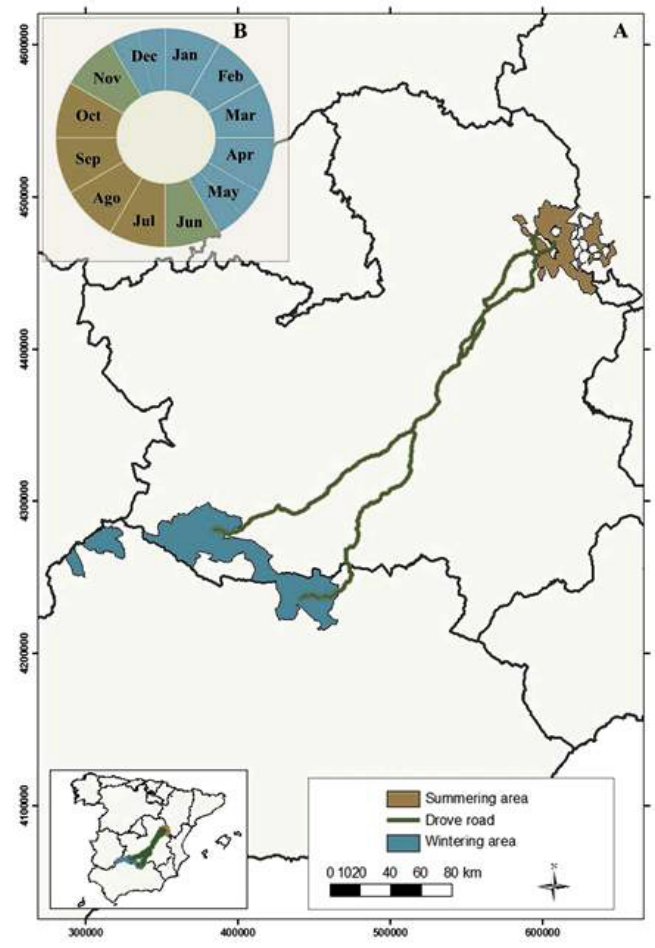 B
A
Dec
Jan
Nov
Feb
Oct
Mar
Sep
Apr
Ago
May
Jul
Jun
4600000
4500000
4400000
4300000
4200000
4100000
Summering area
Drove road
Wintering area
0 1020 40 60 80 km
300000 400000 500000 600000